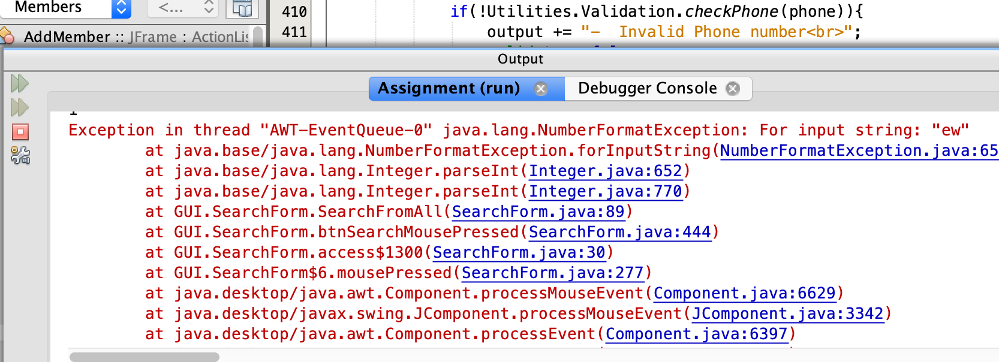 Members
<...
410 if(!Utilities.Validation.checkPhone(phone)){
AddMember :: JFrame : ActionLis
411 output += "-  Invalid Phone number<br>";
Output
Assignment (run)
Debugger Console
Exception in thread "AWT-EventQueue-0" java.lang.NumberFormatException: For input string: "ew"
at java.base/java.lang.NumberFormatException.forInputString(NumberFormatException.java:65
at java.base/java.lang.Integer.parseInt(Integer.java:652)
at java.base/java.lang.Integer.parseInt(Integer.java:770)
at GUI.SearchForm.SearchFromAll(SearchForm.java:89)
at GUI.SearchForm.btnSearchMousePressed(SearchForm.java:444)
at GUI.SearchForm.access$1300(SearchForm.java:30)
at GUI.SearchForm$6.mousePressed(SearchForm.java:277)
at java.desktop/java.awt.Component.processMouseEvent(Component.java:6629)
at java.desktop/javax.swing.JComponent.processMouseEvent(JComponent.java:3342)
at java.desktop/java.awt.Component.processEvent(Component.java:6397)